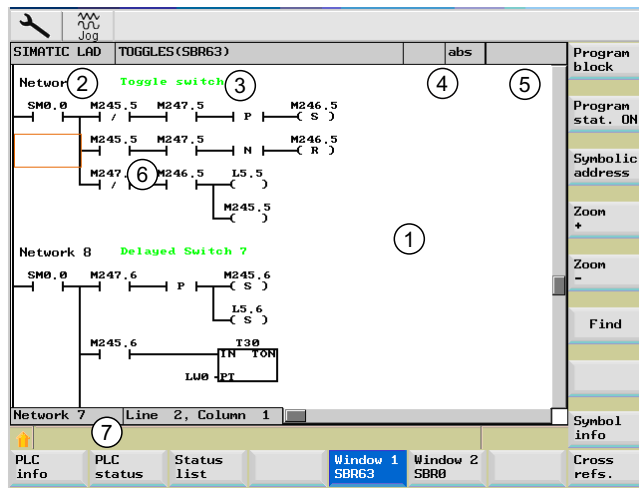 Jog
SIMATIC LAD TOGGLES(SBR63) abs
Program block
Network 2 Toggle switch 3 4 5
SM0.0 M245.5 M247.5 M246.5
/ P ( S )
Program stat. ON
M245.5 M247.5 M246.5
N ( R )
Symbolic address
M247. 6 M246.5 L5.5
/ ( )
M245.5
( )
Zoom +
1
Network 8 Delayed Switch 7
SM0.0 M247.6 M245.6
P ( S )
Zoom -
L5.6
( S )
Find
M245.6 T30
IN TON
LW0 PT
Network 7 Line 2, Column 1
7
Symbol info
PLC info
PLC status
Status list
Window 1 SBR63
Window 2 SBR0
Cross refs.